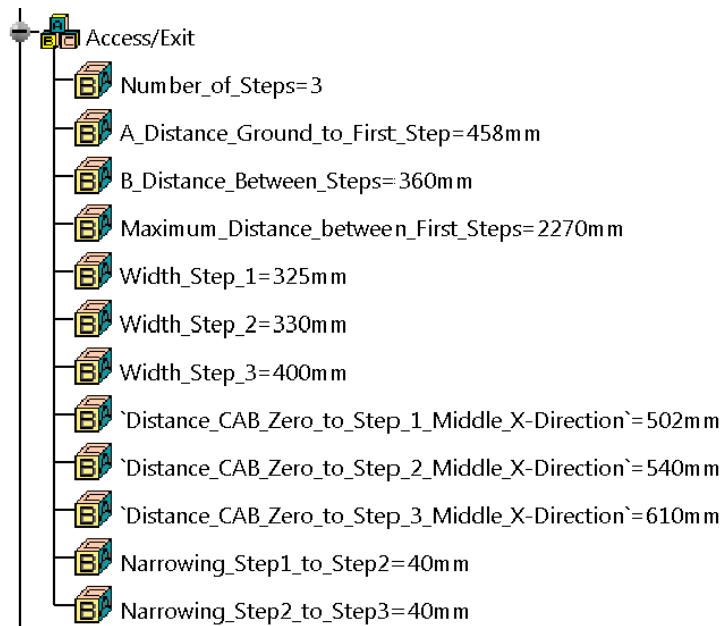 Access/Exit
Number_of_Steps=3
A_Distance_Ground_to_First_Step=458mm
B_Distance_Between_Steps=360mm
Maximum_Distance_between_First_Steps=2270mm
Width_Step_1=325mm
Width_Step_2=330mm
Width_Step_3=400mm
`Distance_CAB_Zero_to_Step_1_Middle_X-Direction`=502mm
`Distance_CAB_Zero_to_Step_2_Middle_X-Direction`=540mm
`Distance_CAB_Zero_to_Step_3_Middle_X-Direction`=610mm
Narrowing_Step1_to_Step2=40mm
Narrowing_Step2_to_Step3=40mm